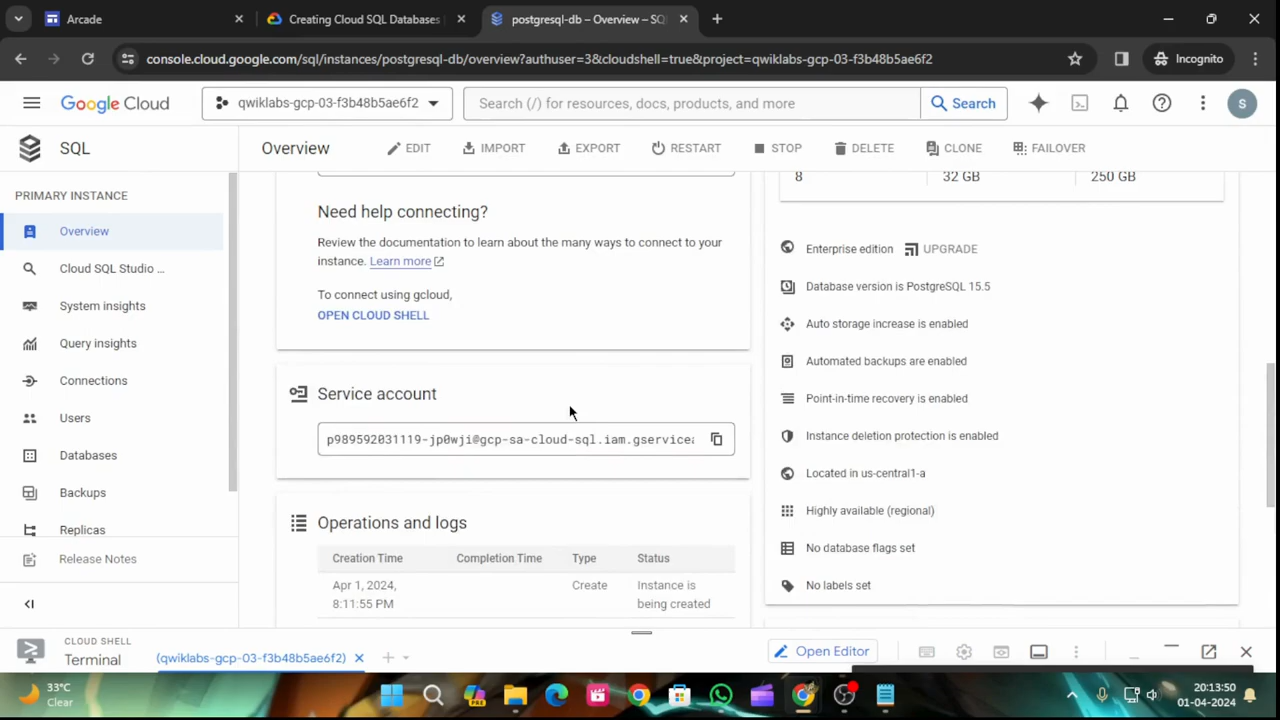 Arcade
Creating Cloud SQL Databases
postgresql-db – Overview – SQ
console.cloud.google.com/sql/instances/postgresql-db/overview?authuser=3&cloudshell=true&project=qwiklabs-gcp-03-f3b48b5ae6f2
Incognito
Google Cloud
qwiklabs-gcp-03-f3b48b5ae6f2
Search (/) for resources, docs, products, and more
Search
S
SQL
Overview
EDIT
IMPORT
EXPORT
RESTART
STOP
DELETE
CLONE
FAILOVER
PRIMARY INSTANCE
Overview
Cloud SQL Studio ...
System insights
Query insights
Connections
Users
Databases
Backups
Replicas
Release Notes
Need help connecting?
Review the documentation to learn about the many ways to connect to your
instance. Learn more
To connect using gcloud,
OPEN CLOUD SHELL
Service account
p989592031119-jp0wji@gcp-sa-cloud-sql.iam.gservicea
Operations and logs
Creation Time Completion Time Type Status
Apr 1, 2024, Create Instance is
8:11:55 PM being created
8 32 GB 250 GB
Enterprise edition UPGRADE
Database version is PostgreSQL 15.5
Auto storage increase is enabled
Automated backups are enabled
Point-in-time recovery is enabled
Instance deletion protection is enabled
Located in us-central1-a
Highly available (regional)
No database flags set
No labels set
CLOUD SHELL
Terminal
(qwiklabs-gcp-03-f3b48b5ae6f2)
Open Editor
33°C
Clear
PRE
20:13:50
01-04-2024